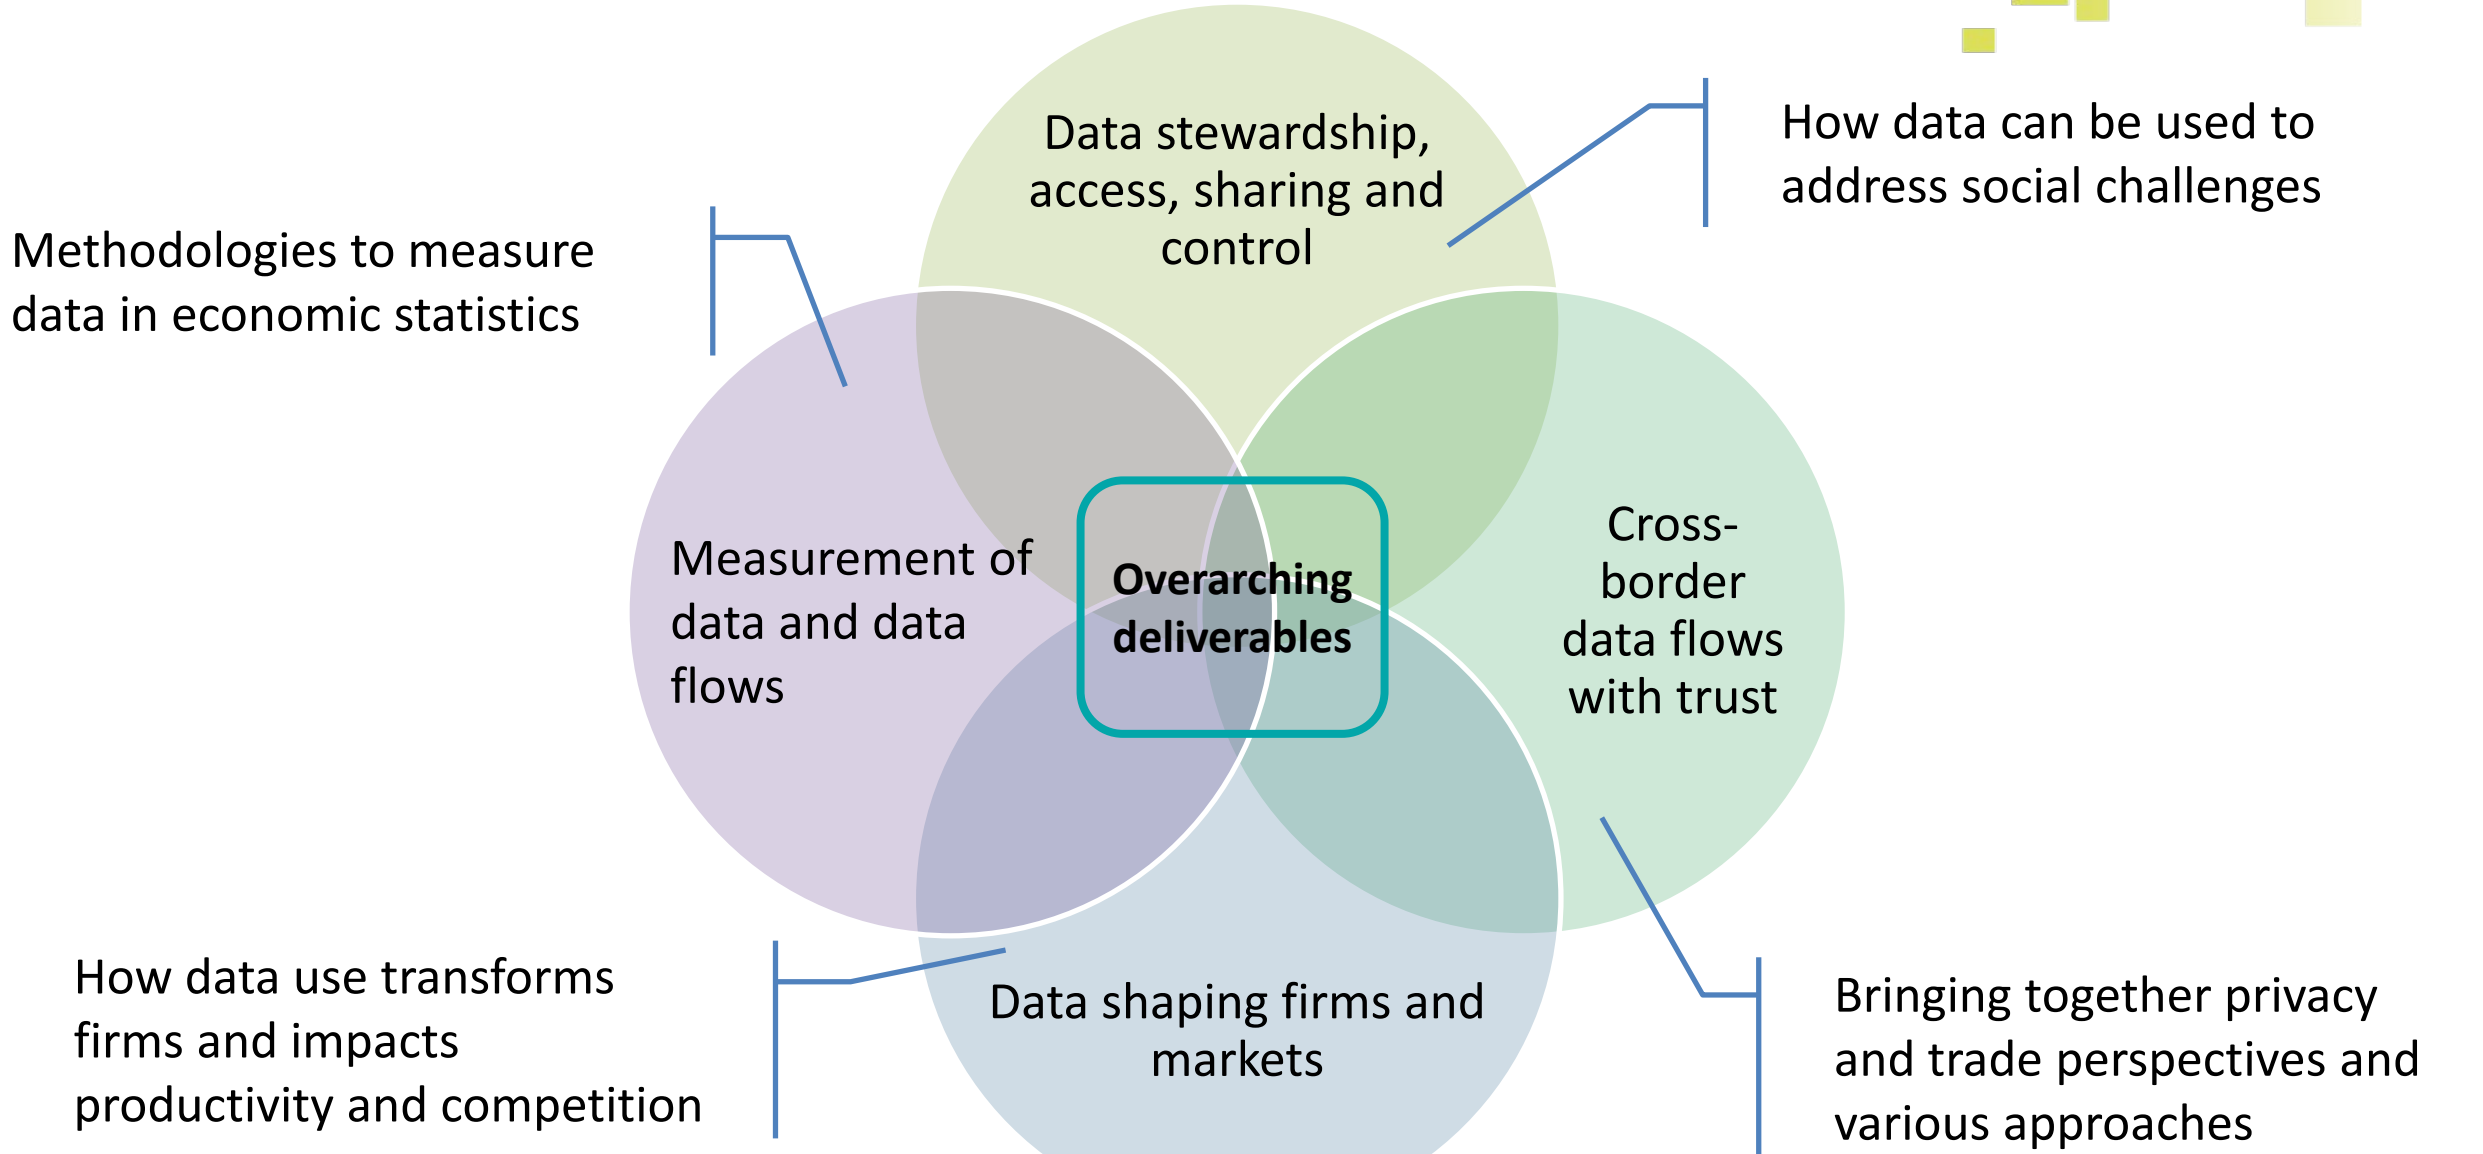 Data stewardship,
access, sharing and
control
How data can be used to
address social challenges
Methodologies to measure
data in economic statistics
Measurement of
data and data
flows
Overarching
deliverables
Cross-
border
data flows
with trust
How data use transforms
firms and impacts
productivity and competition
Data shaping firms and
markets
Bringing together privacy
and trade perspectives and
various approaches